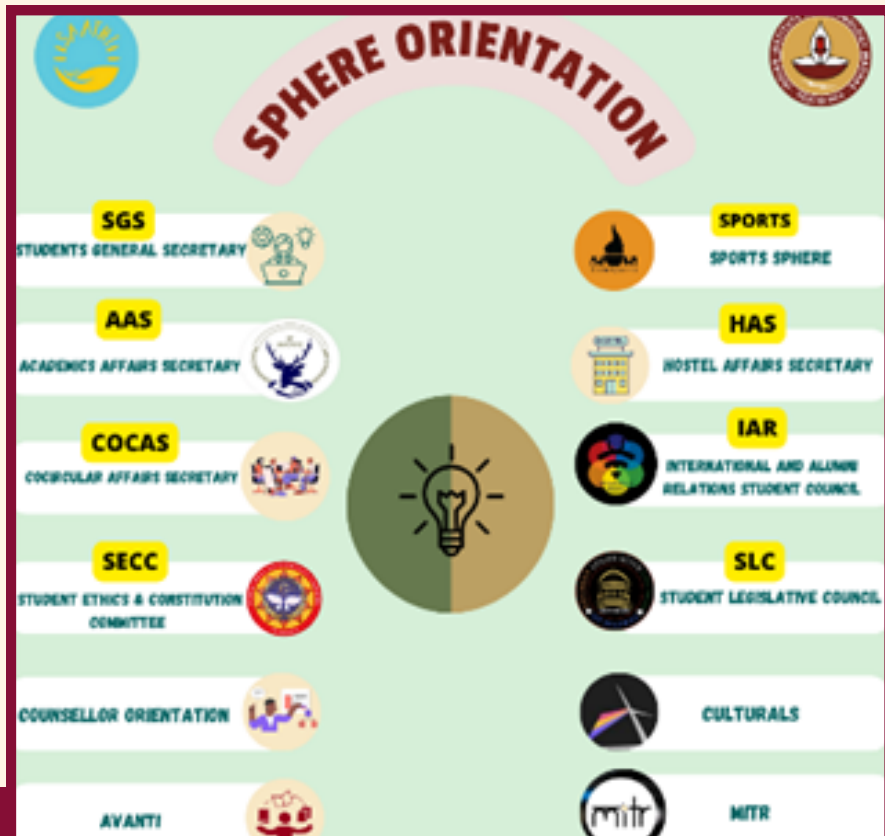 SPHERE ORIENTATION
SGS
STUDENTS GENERAL SECRETARY
AAS
ACADEMICS AFFAIRS SECRETARY
COCAS
COCIRCULAR AFFAIRS SECRETARY
SECC
STUDENT ETHICS & CONSTITUTION
COMMITTEE
COUNSELLOR ORIENTATION
AVANTI
SPORTS
SPORTS SPHERE
HAS
HOSTEL AFFAIRS SECRETARY
IAR
INTERNATIONAL AND ALUMNI
RELATIONS STUDENT COUNCIL
SLC
STUDENT LEGISLATIVE COUNCIL
CULTURALS
mitr
MITR